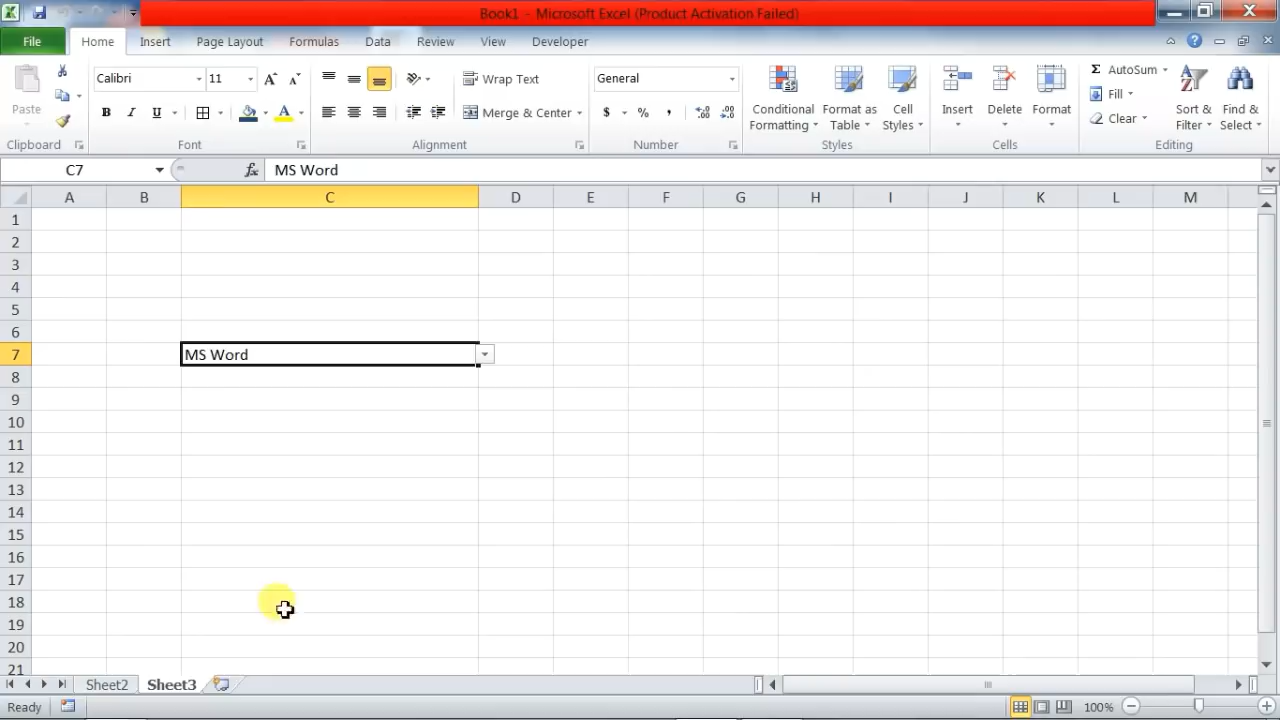 Book1 - Microsoft Excel (Product Activation Failed)
File Home Insert Page Layout Formulas Data Review View Developer
Paste
Calibri 11
Wrap Text
General
Conditional Formatting
Format as Table
Cell Styles
Insert
Delete
Format
AutoSum
Fill
Clear
Sort & Filter
Find & Select
B I U A
Merge & Center
$ % ,
Clipboard Font Alignment Number Styles Cells Editing
C7 fx MS Word
A B C D E F G H I J K L M
1
2
3
4
5
6
7 MS Word
8
9
10
11
12
13
14
15
16
17
18
19
20
21
Sheet2 Sheet3
Ready 100%